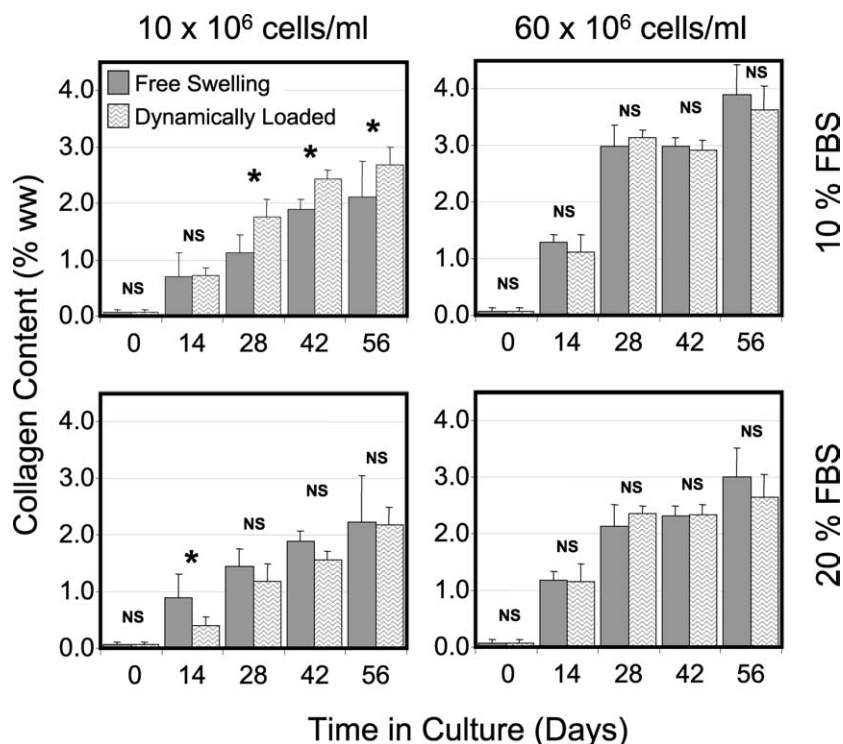 10 x 10⁶ cells/ml
60 x 10⁶ cells/ml
Collagen Content (% ww)
4.0
3.0
2.0
1.0
0.0
Free Swelling
Dynamically Loaded
NS
NS
*
*
*
0 14 28 42 56
4.0
3.0
2.0
1.0
0.0
NS
NS
NS
NS
NS
0 14 28 42 56
10 % FBS
4.0
3.0
2.0
1.0
0.0
NS
*
NS
NS
NS
0 14 28 42 56
4.0
3.0
2.0
1.0
0.0
NS
NS
NS
NS
NS
0 14 28 42 56
20 % FBS
Time in Culture (Days)